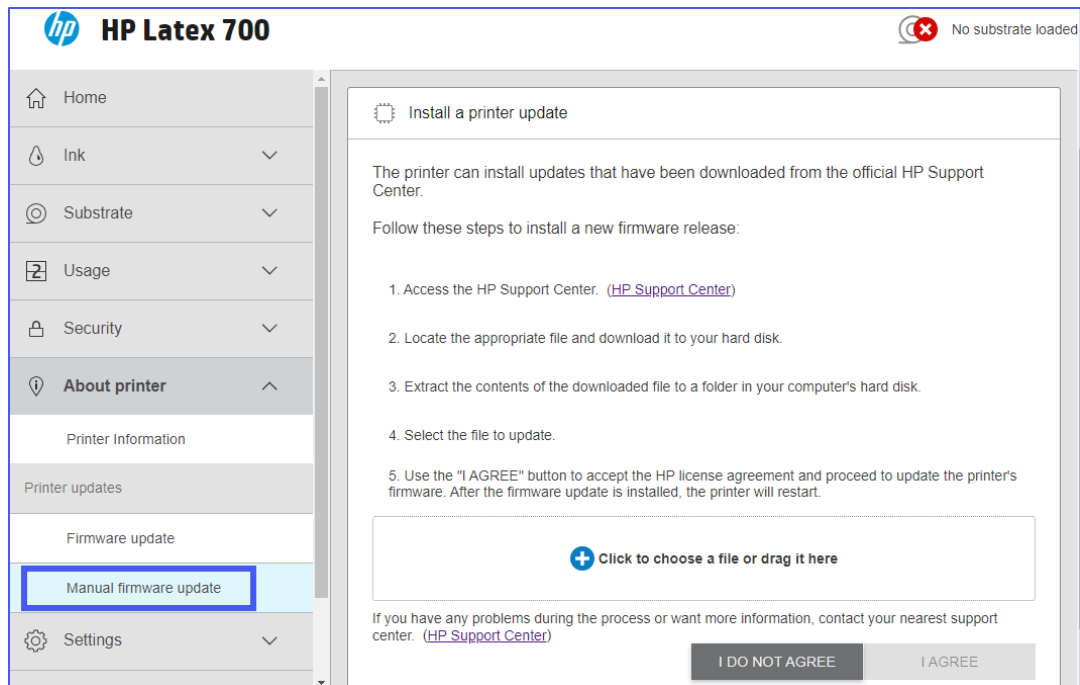 hp HP Latex 700
No substrate loaded
Home
Ink
Substrate
Usage
Security
About printer
Printer Information
Printer updates
Firmware update
Manual firmware update
Settings
Install a printer update
The printer can install updates that have been downloaded from the official HP Support
Center.
Follow these steps to install a new firmware release:
1. Access the HP Support Center. (HP Support Center)
2. Locate the appropriate file and download it to your hard disk.
3. Extract the contents of the downloaded file to a folder in your computer's hard disk.
4. Select the file to update.
5. Use the "I AGREE" button to accept the HP license agreement and proceed to update the printer's
firmware. After the firmware update is installed, the printer will restart.
Click to choose a file or drag it here
If you have any problems during the process or want more information, contact your nearest support
center. (HP Support Center)
I DO NOT AGREE
I AGREE